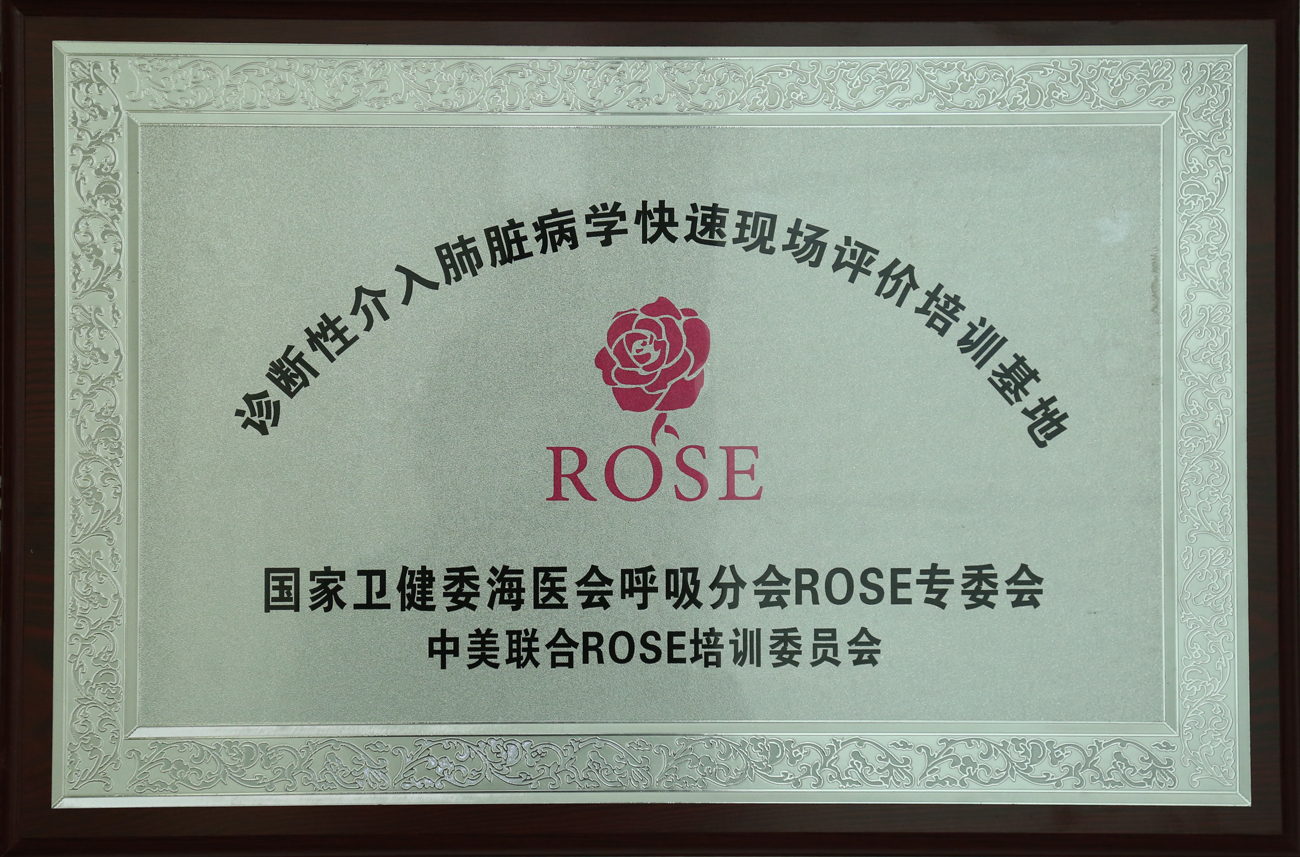 诊断性介入肺脏病学快速现场评价培训基地
ROSE
国家卫健委海医会呼吸分会ROSE专委会
中美联合ROSE培训委员会